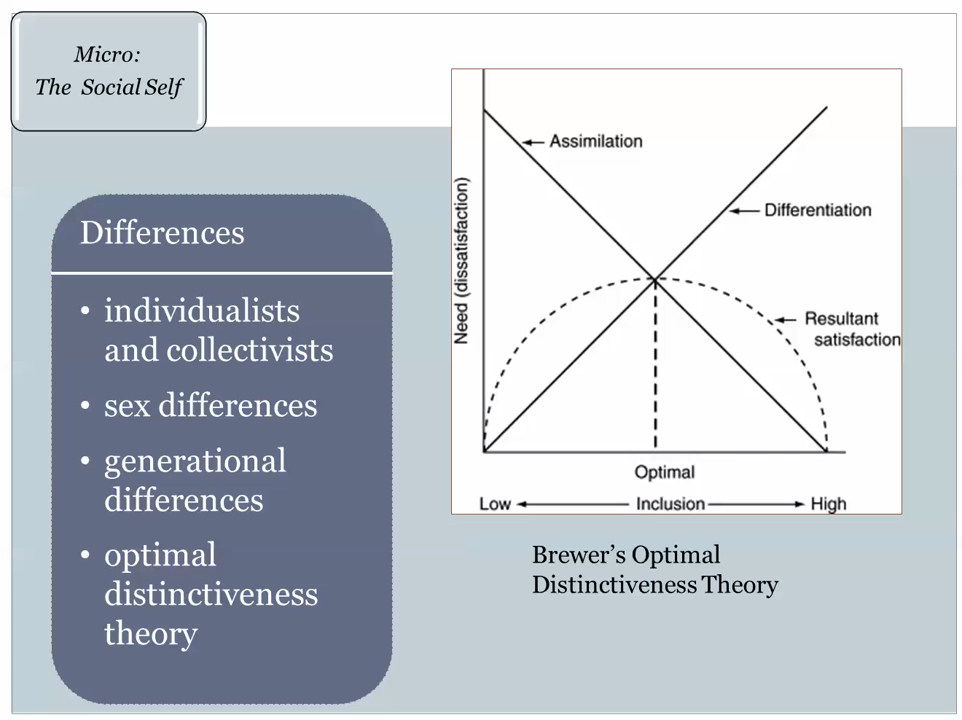 Micro:
The Social Self
Differences
• individualists
and collectivists
• sex differences
• generational
differences
• optimal
distinctiveness
theory
Need (dissatisfaction)
Assimilation
Differentiation
Resultant
satisfaction
Optimal
Low Inclusion High
Brewer's Optimal
Distinctiveness Theory